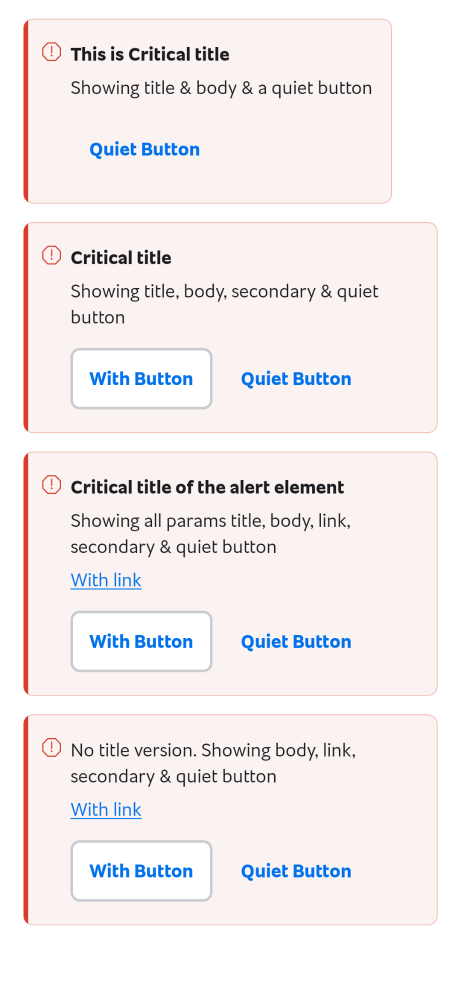 This is Critical title
Showing title & body & a quiet button
Quiet Button
Critical title
Showing title, body, secondary & quiet
button
With Button Quiet Button
Critical title of the alert element
Showing all params title, body, link,
secondary & quiet button
With link
With Button Quiet Button
No title version. Showing body, link,
secondary & quiet button
With link
With Button Quiet Button